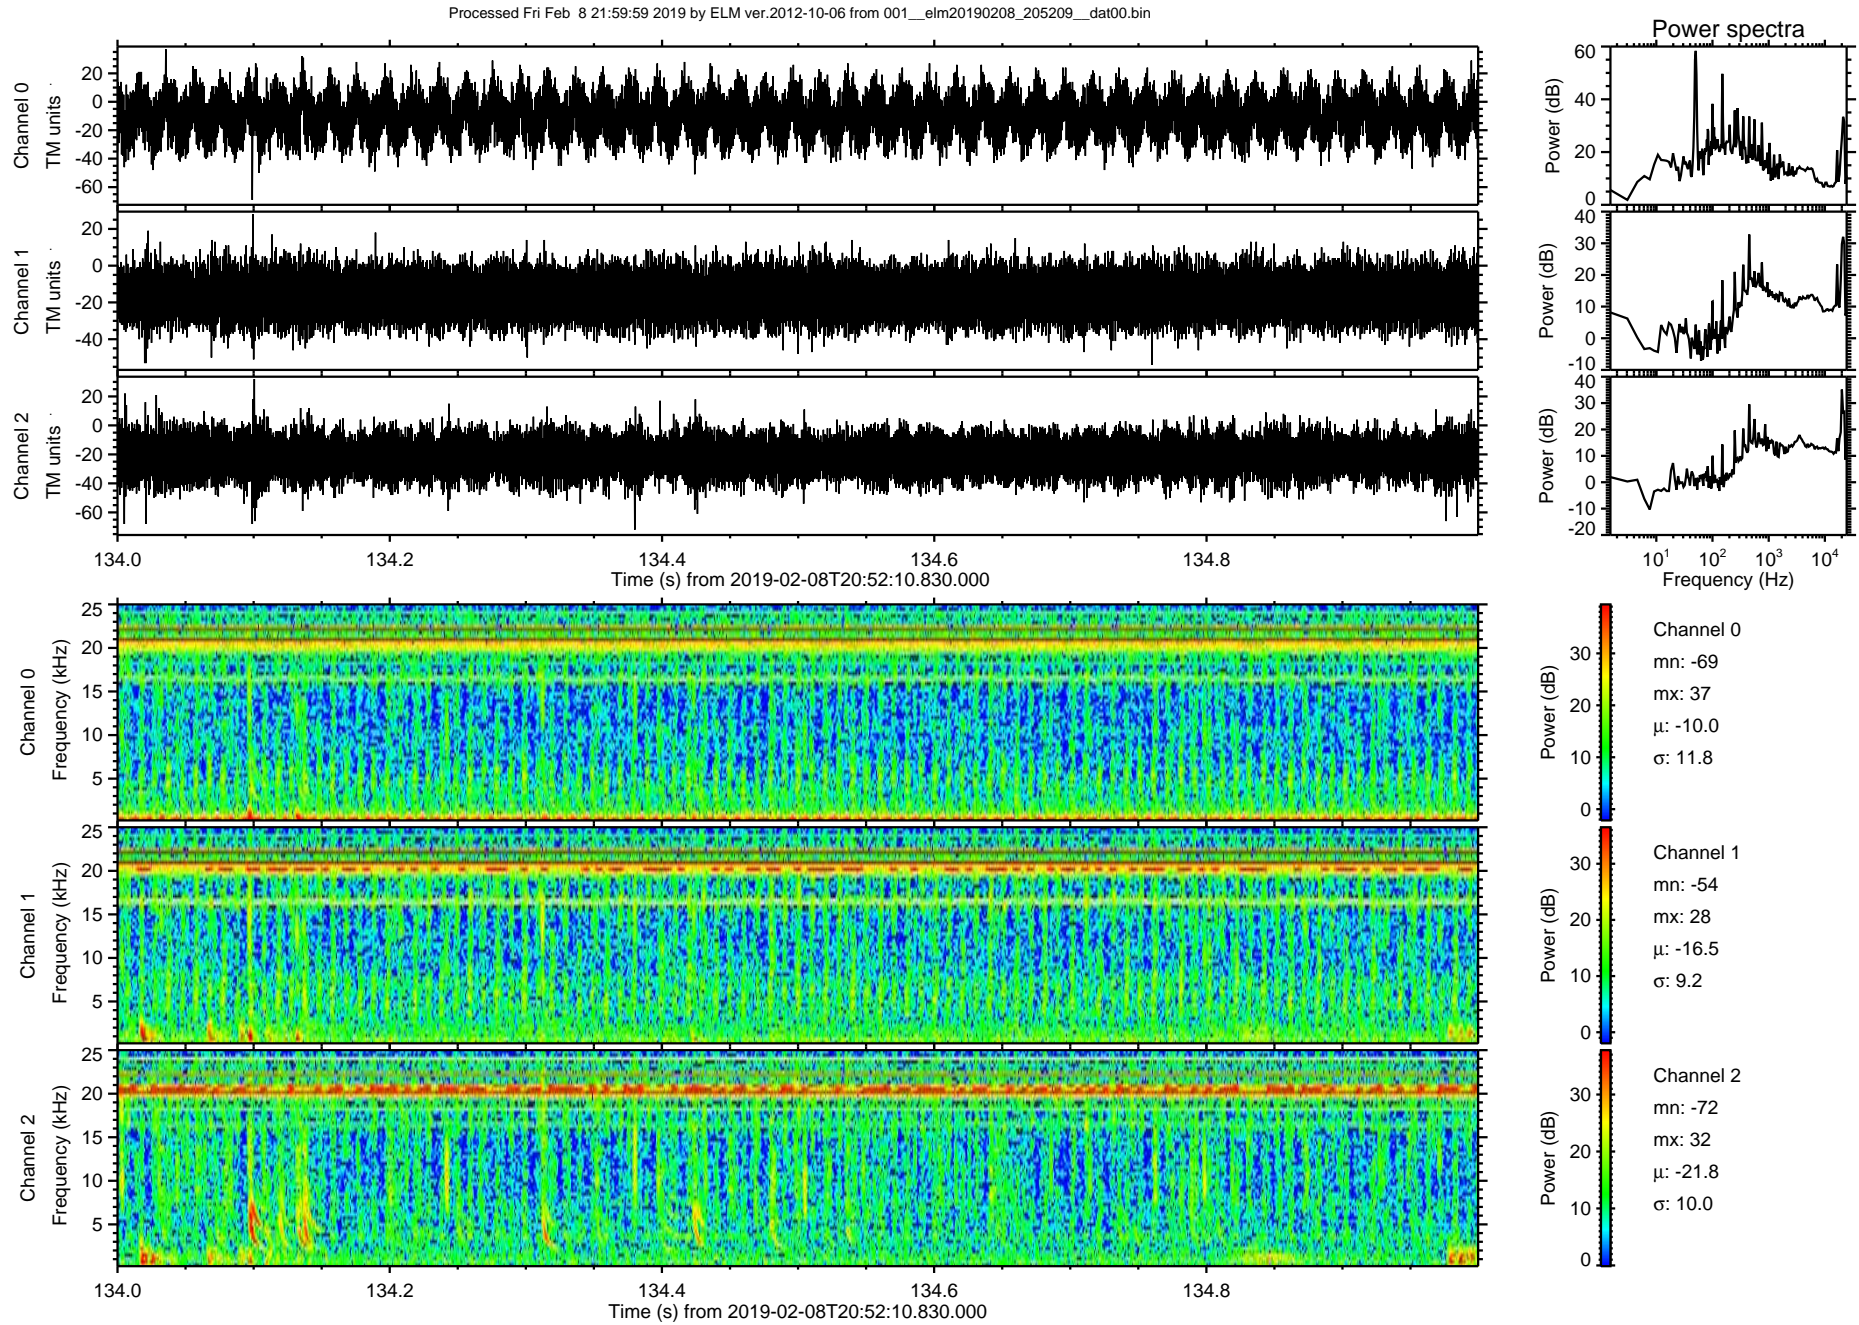 Processed Fri Feb  8 21:59:59 2019 by ELM ver.2012-10-06 from 001__elm20190208_205209__dat00.bin
Power spectra
Channel 0
TM units
20
0
-20
-40
-60
Power (dB)
60
40
20
0
Channel 1
TM units
20
0
-20
-40
Power (dB)
40
30
20
10
0
-10
Channel 2
TM units
20
0
-20
-40
-60
Power (dB)
40
30
20
10
0
-10
-20
134.0
134.2
134.4
134.6
134.8
Time (s) from 2019-02-08T20:52:10.830.000
10^1
10^2
10^3
10^4
Frequency (Hz)
Channel 0
Frequency (kHz)
25
20
15
10
5
Power (dB)
30
20
10
0
Channel 0
mn: -69
mx: 37
μ: -10.0
σ: 11.8
Channel 1
Frequency (kHz)
25
20
15
10
5
Power (dB)
30
20
10
0
Channel 1
mn: -54
mx: 28
μ: -16.5
σ: 9.2
Channel 2
Frequency (kHz)
25
20
15
10
5
Power (dB)
30
20
10
0
Channel 2
mn: -72
mx: 32
μ: -21.8
σ: 10.0
134.0
134.2
134.4
134.6
134.8
Time (s) from 2019-02-08T20:52:10.830.000